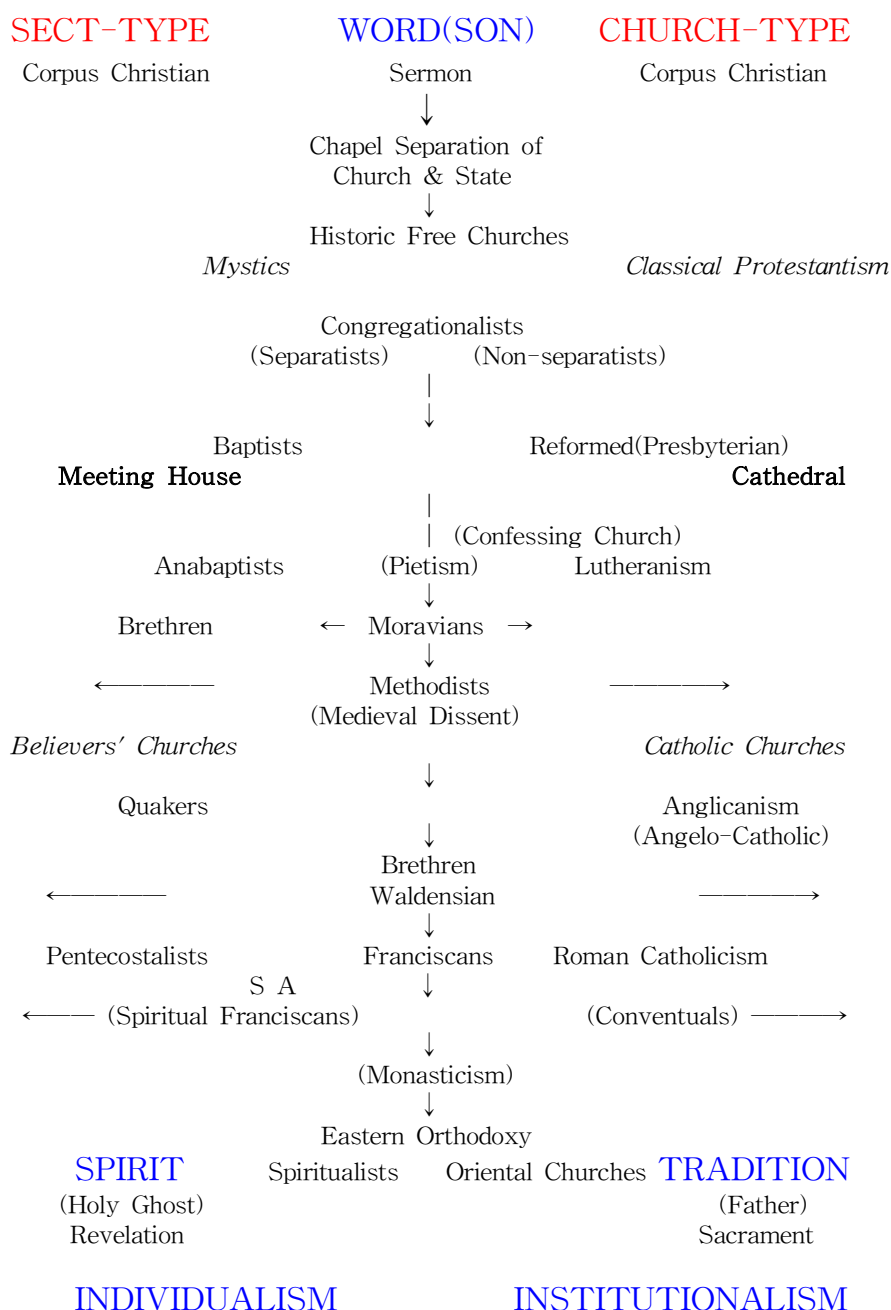 SECT-TYPE WORD(SON) CHURCH-TYPE
Corpus Christian Sermon Corpus Christian
↓
Chapel Separation of
Church & State
↓
Historic Free Churches
Mystics Classical Protestantism
Congregationalists
(Separatists) (Non-separatists)
|
↓
Baptists Reformed(Presbyterian)
Meeting House Cathedral
|
| (Confessing Church)
Anabaptists (Pietism) Lutheranism
↓
Brethren ← Moravians →
↓
←———— Methodists ————→
(Medieval Dissent)
Believers' Churches Catholic Churches
↓
Quakers Anglicanism
↓ (Angelo-Catholic)
Brethren
←———— Waldensian ————→
↓
Pentecostalists Franciscans Roman Catholicism
S A ↓
←—— (Spiritual Franciscans) (Conventuals) ———→
↓
(Monasticism)
↓
Eastern Orthodoxy
SPIRIT Spiritualists Oriental Churches TRADITION
(Holy Ghost) (Father)
Revelation Sacrament
INDIVIDUALISM INSTITUTIONALISM